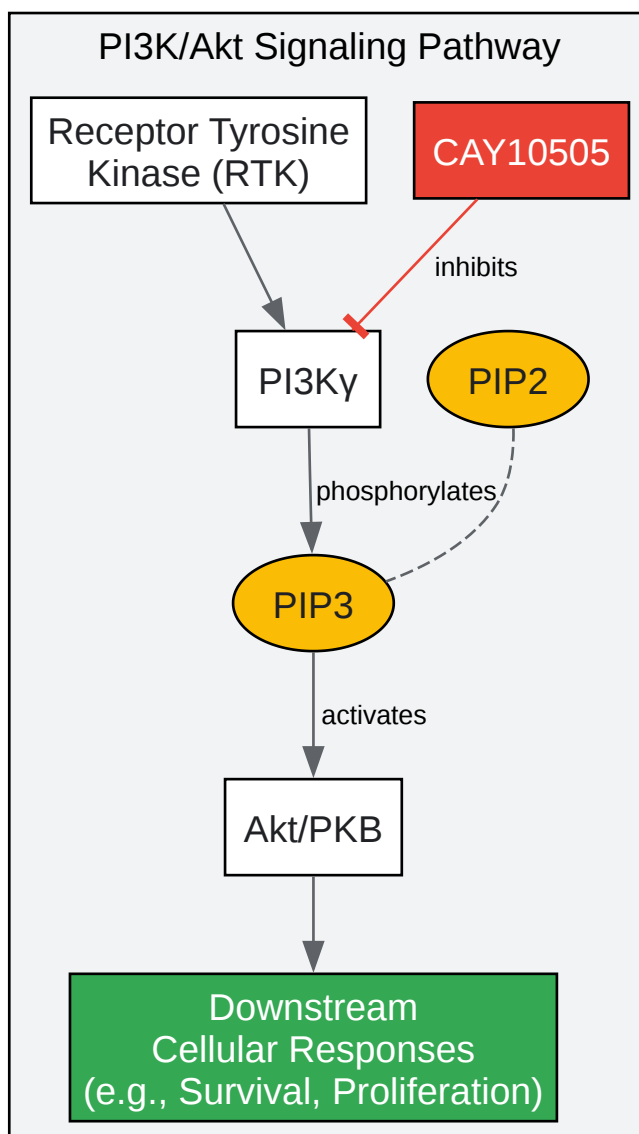 PI3K/Akt Signaling Pathway
Receptor Tyrosine
Kinase (RTK)
CAY10505
inhibits
PI3Kγ
PIP2
phosphorylates
PIP3
activates
Akt/PKB
Downstream
Cellular Responses
(e.g., Survival, Proliferation)